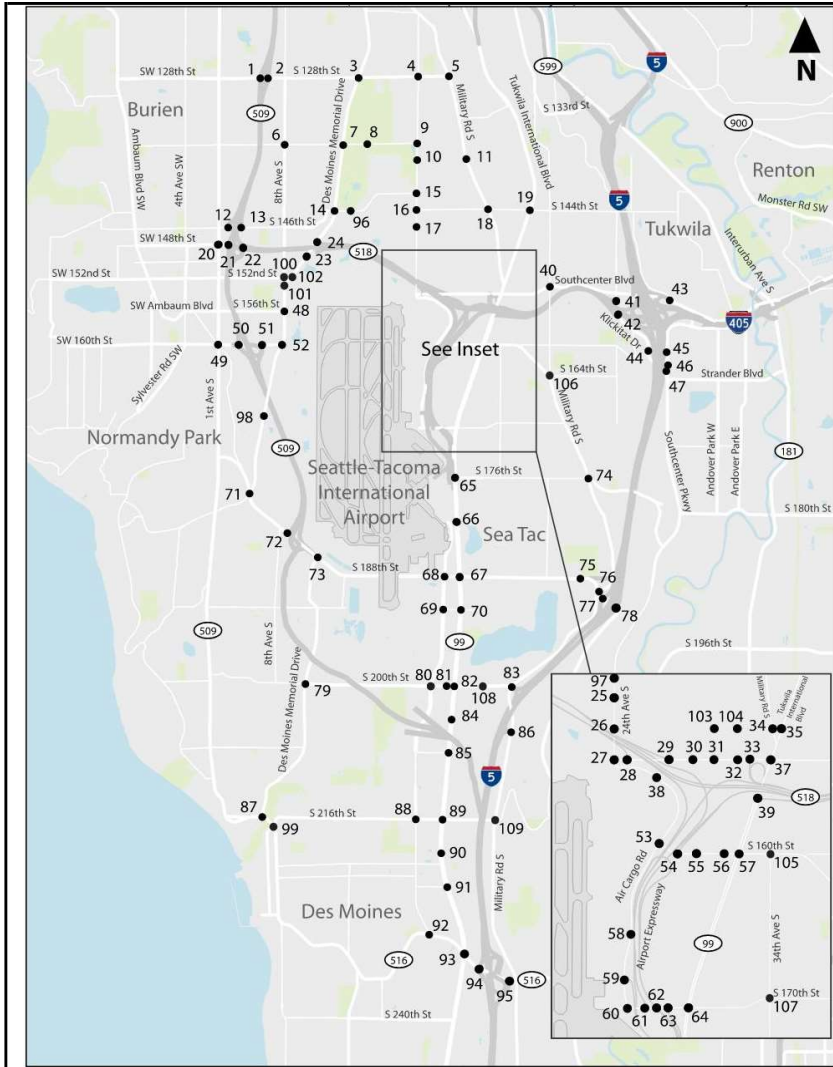 N
5
599
1 2 3 4 5
SW 128th St
S 128th St
Burien
509
Des Moines Memorial Drive
Military Rd S
Tukwila International Blvd
S 133rd St
900
Renton
Monster Rd SW
Ambaum Blvd SW
4th Ave SW
8th Ave S
6 7 8 9
10 11
15
14 96 16 18 19
S 144th St
S 146th St
5
Tukwila
Interurban Ave S
12 13 17
SW 148th St
20 21 22 23 24
518
100 102
SW 152nd St
S 152nd St
101
40
Southcenter Blvd
41 43
SW Ambaum Blvd
S 156th St
48
42
Klickitat Dr
405
SW 160th St
49 50 51 52
See Inset
44 45
46
47
Strander Blvd
Sylvester Rd SW
1st Ave S
S 164th St
106
Military Rd S
98
Normandy Park
509
Southcenter Pkwy
Andover Park W
Andover Park E
181
Seattle-Tacoma
International
Airport
S 176th St
65
74
71
S 180th St
66
Sea Tac
72
73
S 188th St
68 67
75
76
77
78
69 70
509
99
8th Ave S
S 196th St
79
Des Moines Memorial Drive
S 200th St
80 81 82 108 83
84
86
85
5
87
99
S 216th St
88 89 109
90
91
Military Rd S
Des Moines
92
516
93
94
95
516
S 240th St
97
25
24th Ave S
Military Rd S
Tukwila
International
Blvd
26 103 104 34 35
27 28 29 30 31 32 33 37
38
518
39
53
S 160th St
54 55 56 57 105
Air Cargo Rd
Airport Expressway
58
99
34th Ave S
59
S 170th St
60 61 62 63 64 107